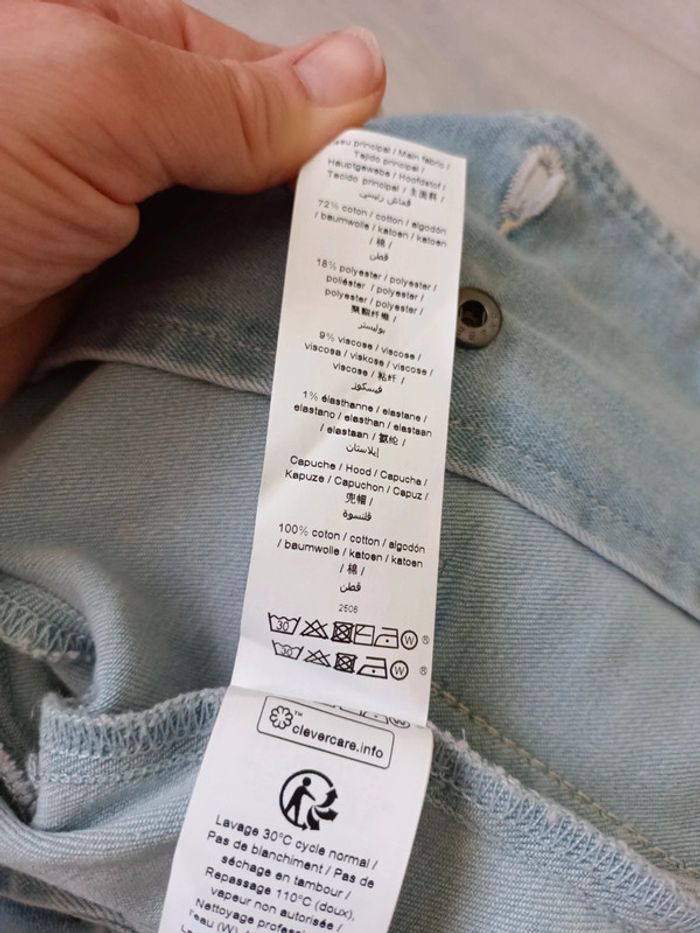 principal / Main fabric /
Tejido principal /
Hauptgewebe / Hoofdstof /
Tecido principal / 主面料 /
قماش رئيسي
72% coton / cotton / algodón
/ baumwolle / katoen / katoen
/ 棉 /
قطن
18% polyester / polyester /
poliéster / polyester /
polyester / polyester /
聚酯纤维 /
بوليستر
9% viscose / viscose /
viscosa / viskose / viscose /
viscose / 粘纤 /
فيسكوز
1% élasthanne / elastane /
elastano / elasthan / elastaan
/ elastaan / 氨纶 /
إيلاستان
Capuche / Hood / Capucha /
Kapuze / Capuchon / Capuz /
兜帽 /
قلنسوة
100% coton / cotton / algodón
/ baumwolle / katoen / katoen
/ 棉 /
قطن
2506
30 W ®
30 W ®
W
™
clevercare.info
Lavage 30°C cycle normal /
Pas de blanchiment / Pas de
séchage en tambour /
Repassage 110°C (doux),
vapeur non autorisée /
Nettoyage
l'eau (W)